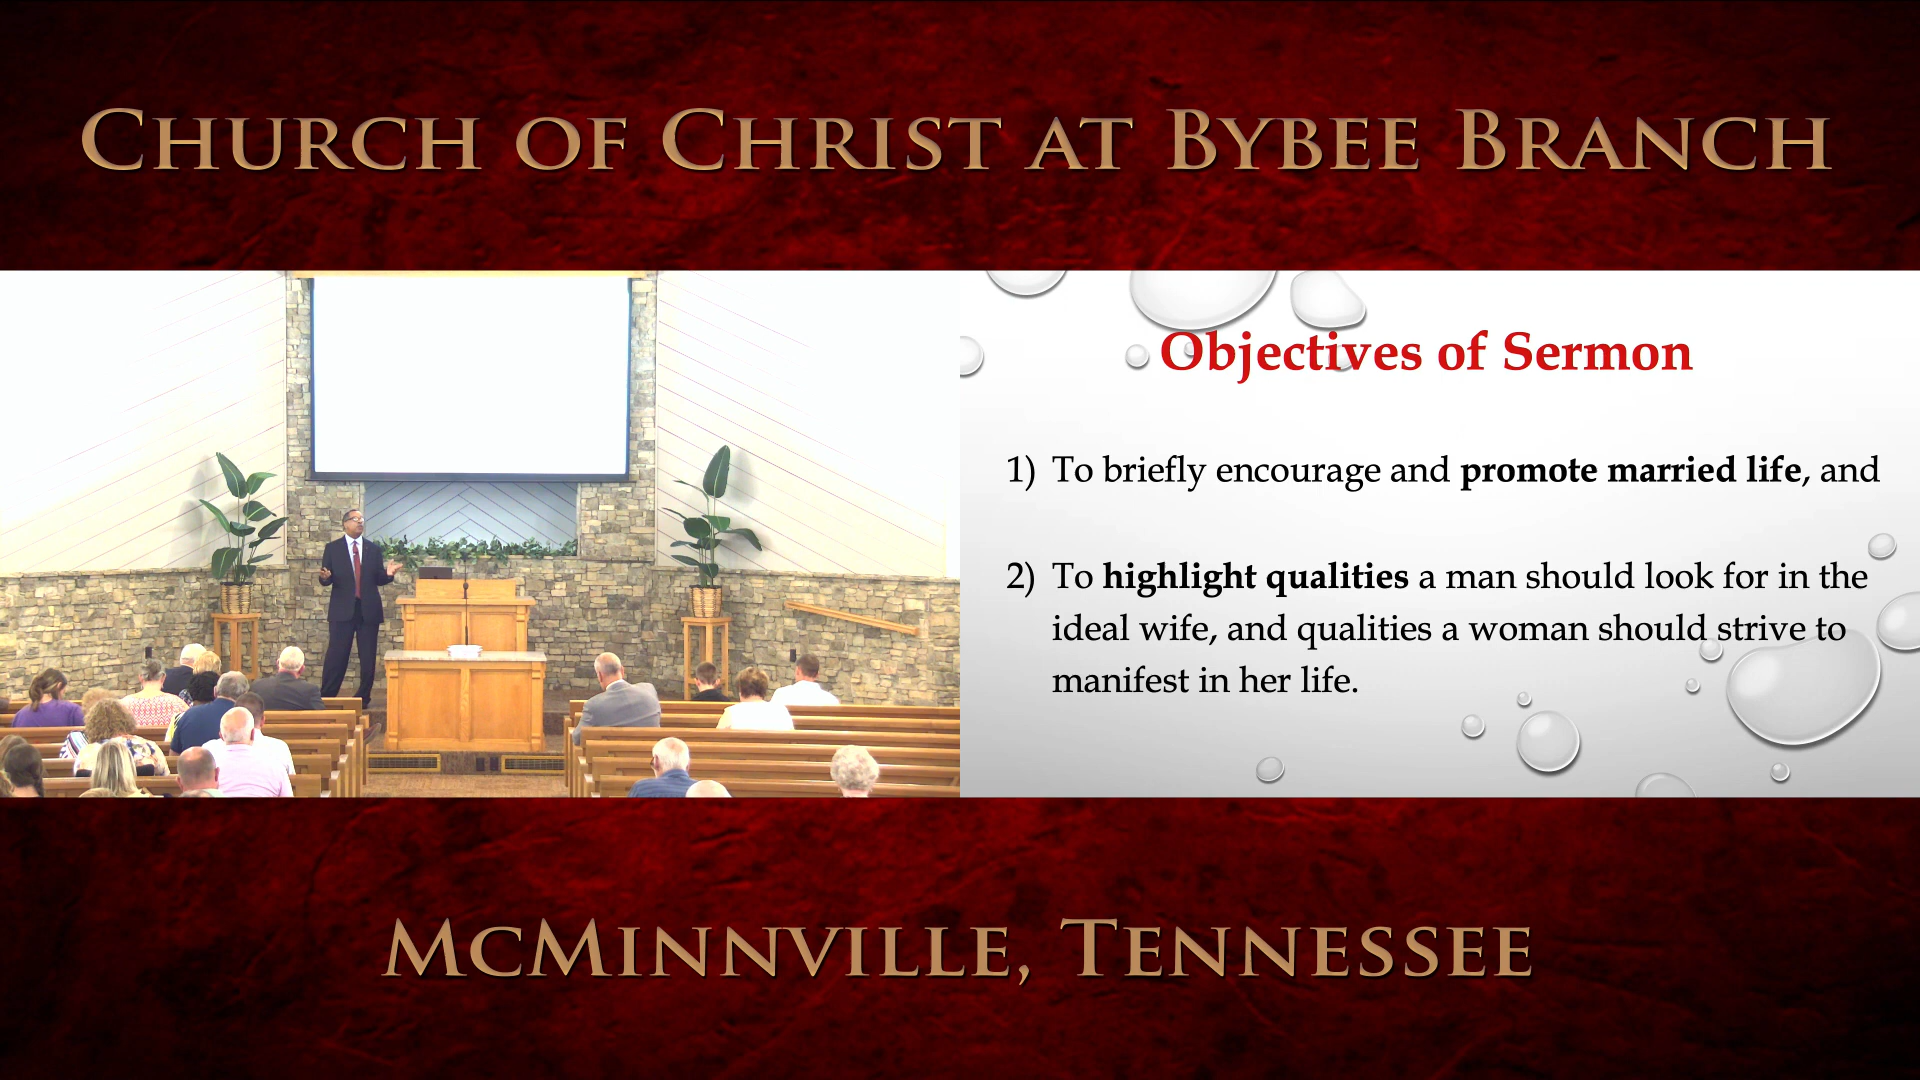 Church of Christ at Bybee Branch
Objectives of Sermon
1) To briefly encourage and promote married life, and
2) To highlight qualities a man should look for in the
ideal wife, and qualities a woman should strive to
manifest in her life.
McMinnville, Tennessee